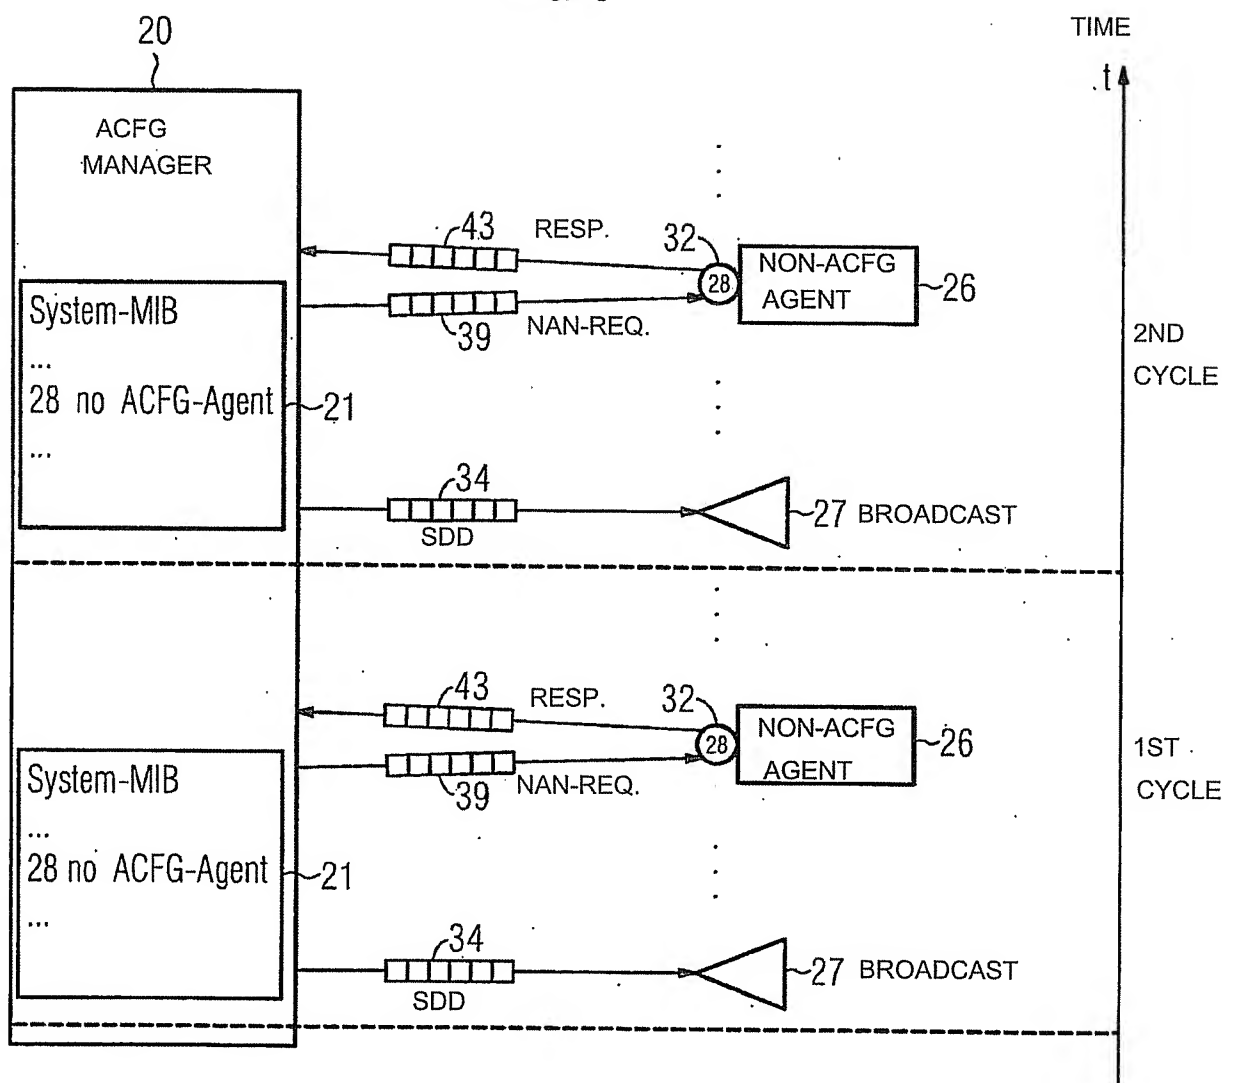 TIME
20
.t
ACFG
MANAGER
43
RESP.
32
28
NON-ACFG
AGENT
26
39
NAN-REQ.
System-MIB
...
28 no ACFG-Agent
...
21
2ND
CYCLE
34
SDD
27 BROADCAST
43
RESP.
32
28
NON-ACFG
AGENT
26
39
NAN-REQ.
1ST
CYCLE
System-MIB
...
28 no ACFG-Agent
...
21
34
SDD
27 BROADCAST